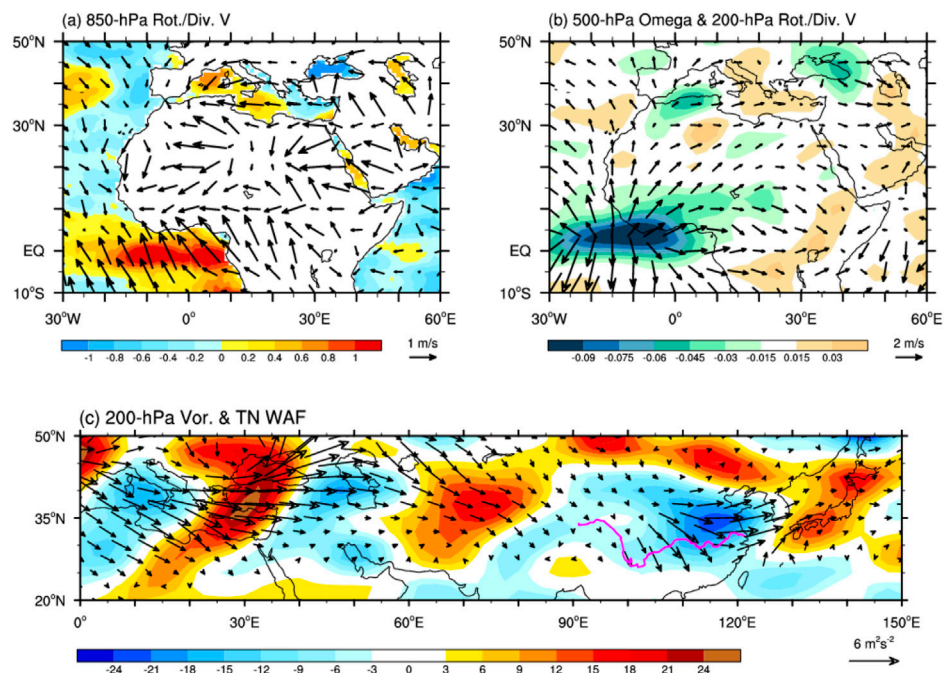 (a) 850-hPa Rot./Div. V
(b) 500-hPa Omega & 200-hPa Rot./Div. V
50°N
30°N
EQ
10°S
30°W 0° 30°E 60°E
-1 -0.8 -0.6 -0.4 -0.2 0 0.2 0.4 0.6 0.8 1
1 m/s
50°N
30°N
EQ
10°S
30°W 0° 30°E 60°E
-0.09 -0.075 -0.06 -0.045 -0.03 -0.015 0.015 0.03
2 m/s
(c) 200-hPa Vor. & TN WAF
50°N
35°N
20°N
0° 30°E 60°E 90°E 120°E 150°E
-24 -21 -18 -15 -12 -9 -6 -3 0 3 6 9 12 15 18 21 24
6 m²s⁻²